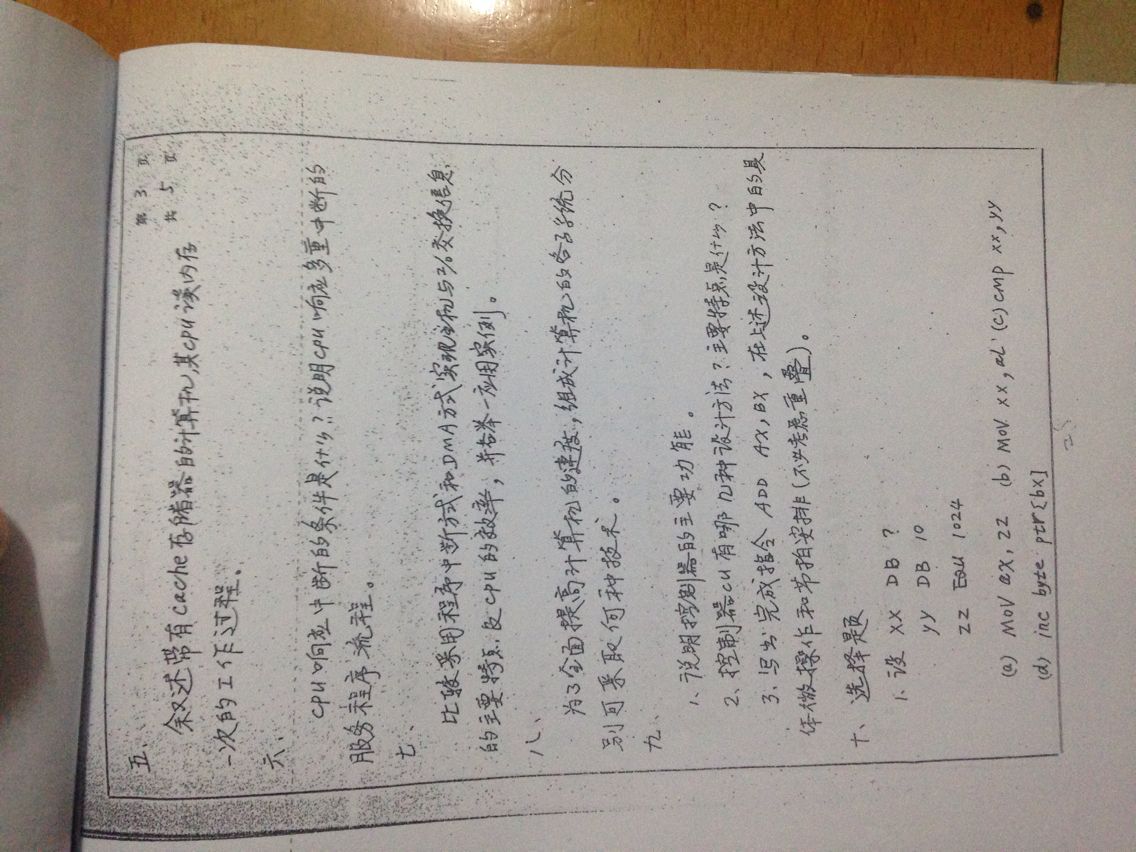 第 3 页
共 5 页
五、
叙述带有cache存储器的计算机,其cpu读内存
一次的工作过程。
六、
cpu响应中断的条件是什么?说明cpu响应多重中断的
服务程序流程。
七、
比较采用程序中断方式和DMA方式实现主机与I/O交换信息
的主要特点及CPU的效率,并各举一应用实例。
八、
为了全面提高计算机的速度,组成计算机的各子系统分
别可采取何种技术。
九、
1. 说明控制器的主要功能。
2、控制器CU有哪几种设计方法?主要特点是什么?
3、写出完成指令 ADD AX, BX, 在上述设计方法中的具
体微操作和节拍安排(不必考虑重叠)。
十、选择题
1. 设 XX DB ?
yy DB 10
ZZ EQU 1024
(a) MOV ax, ZZ (b) MOV XX, al (c) cmp xx, yy
(d) inc byte ptr[bx]